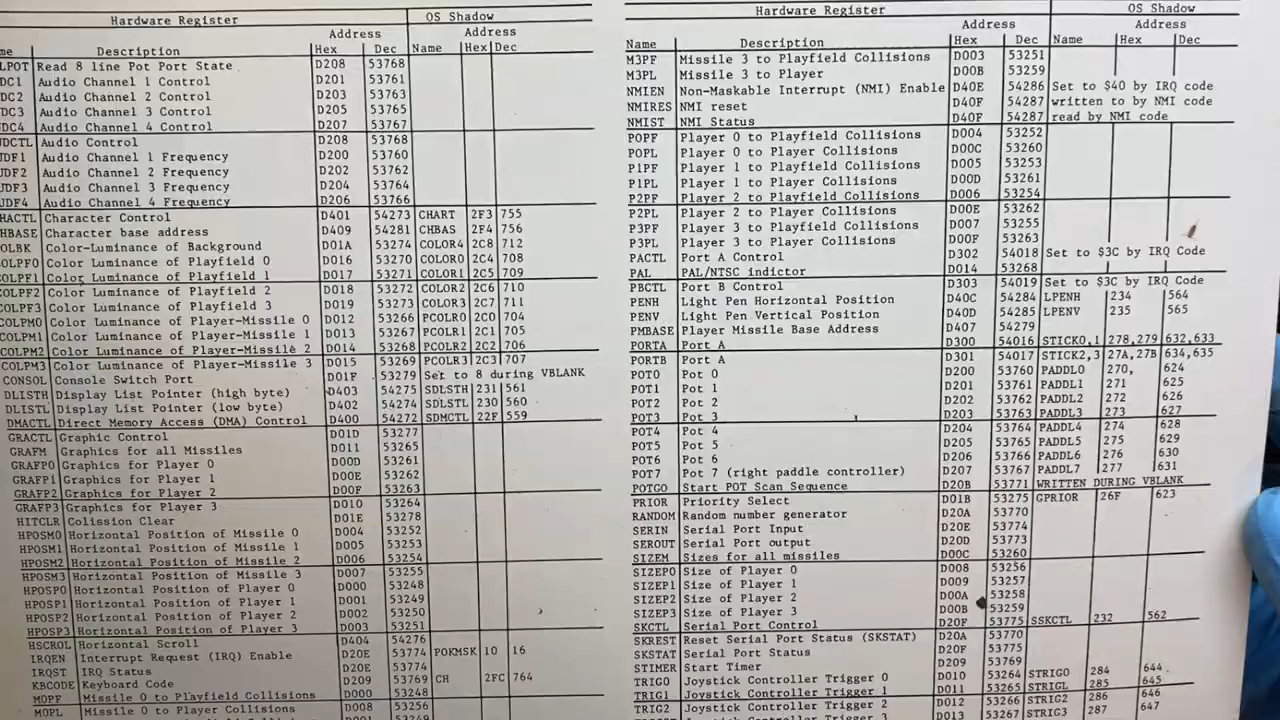 Hardware Register OS Shadow
Address Address
me Description Hex Dec Name Hex Dec
LPOT Read 8 line Pot Port State D208 53768
DC1 Audio Channel 1 Control D201 53761
DC2 Audio Channel 2 Control D203 53763
DC3 Audio Channel 3 Control D205 53765
DC4 Audio Channel 4 Control D207 53767
UDCTL Audio Control D208 53768
UDF1 Audio Channel 1 Frequency D200 53760
UDF2 Audio Channel 2 Frequency D202 53762
UDF3 Audio Channel 3 Frequency D204 53764
UDF4 Audio Channel 4 Frequency D206 53766
HACTL Character Control D401 54273 CHART 2F3 755
HBASE Character base address D409 54281 CHBAS 2F4 756
OLBK Color-Luminance of Background D01A 53274 COLOR4 2C8 712
OLPF0 Color Luminance of Playfield 0 D016 53270 COLOR0 2C4 708
OLPF1 Color Luminance of Playfield 1 D017 53271 COLOR1 2C5 709
OLPF2 Color Luminance of Playfield 2 D018 53272 COLOR2 2C6 710
OLPF3 Color Luminance of Playfield 3 D019 53273 COLOR3 2C7 711
COLPM0 Color Luminance of Player-Missile 0 D012 53266 PCOLR0 2C0 704
COLPM1 Color Luminance of Player-Missile 1 D013 53267 PCOLR1 2C1 705
COLPM2 Color Luminance of Player-Missile 2 D014 53268 PCOLR2 2C2 706
COLPM3 Color Luminance of Player-Missile 3 D015 53269 PCOLR3 2C3 707
CONSOL Console Switch Port D01F 53279 Set to 8 during VBLANK
DLISTH Display List Pointer (high byte) D403 54275 SDLSTH 231 561
DLISTL Display List Pointer (low byte) D402 54274 SDLSTL 230 560
DMACTL Direct Memory Access (DMA) Control D400 54272 SDMCTL 22F 559
GRACTL Graphic Control D01D 53277
GRAFM Graphics for all Missiles D011 53265
GRAFP0 Graphics for Player 0 D00D 53261
GRAFP1 Graphics for Player 1 D00E 53262
GRAFP2 Graphics for Player 2 D00F 53263
GRAFP3 Graphics for Player 3 D010 53264
HITCLR Colission Clear D01E 53278
HPOSM0 Horizontal Position of Missile 0 D004 53252
HPOSM1 Horizontal Position of Missile 1 D005 53253
HPOSM2 Horizontal Position of Missile 2 D006 53254
HPOSM3 Horizontal Position of Missile 3 D007 53255
HPOSP0 Horizontal Position of Player 0 D000 53248
HPOSP1 Horizontal Position of Player 1 D001 53249
HPOSP2 Horizontal Position of Player 2 D002 53250
HPOSP3 Horizontal Position of Player 3 D003 53251
HSCROL Horizontal Scroll D404 54276
IRQEN Interrupt Request (IRQ) Enable D20E 53774 POKMSK 10 16
IRQST IRQ Status D20E 53774
KBCODE Keyboard Code D209 53769 CH 2FC 764
MOPF Missile 0 to Playfield Collisions D000 53248
MOPL Missile 0 to Player Collisions D008 53256
53249
Hardware Register OS Shadow
Address Address
Name Description Hex Dec Name Hex Dec
M3PF Missile 3 to Playfield Collisions D003 53251
M3PL Missile 3 to Player D00B 53259
NMIEN Non-Maskable Interrupt (NMI) Enable D40E 54286 Set to $40 by IRQ code
NMIRES NMI reset D40F 54287 written to by NMI code
NMIST NMI Status D40F 54287 read by NMI code
POPF Player 0 to Playfield Collisions D004 53252
POPL Player 0 to Player Collisions D00C 53260
P1PF Player 1 to Playfield Collisions D005 53253
P1PL Player 1 to Player Collisions D00D 53261
P2PF Player 2 to Playfield Collisions D006 53254
P2PL Player 2 to Player Collisions D00E 53262
P3PF Player 3 to Playfield Collisions D007 53255
P3PL Player 3 to Player Collisions D00F 53263
PACTL Port A Control D302 54018 Set to $3C by IRQ Code
PAL PAL/NTSC indictor D014 53268
PBCTL Port B Control D303 54019 Set to $3C by IRQ Code
PENH Light Pen Horizontal Position D40C 54284 LPENH 234 564
PENV Light Pen Vertical Position D40D 54285 LPENV 235 565
PMBASE Player Missile Base Address D407 54279
PORTA Port A D300 54016 STICK0,1 278,279 632,633
PORTB Port A D301 54017 STICK2,3 27A,27B 634,635
POT0 Pot 0 D200 53760 PADDL0 270, 624
POT1 Pot 1 D201 53761 PADDL1 271 625
POT2 Pot 2 D202 53762 PADDL2 272 626
POT3 Pot 3 D203 53763 PADDL3 273 627
POT4 Pot 4 D204 53764 PADDL4 274 628
POT5 Pot 5 D205 53765 PADDL5 275 629
POT6 Pot 6 D206 53766 PADDL6 276 630
POT7 Pot 7 (right paddle controller) D207 53767 PADDL7 277 631
POTGO Start POT Scan Sequence D20B 53771 WRITTEN DURING VBLANK
PRIOR Priority Select D01B 53275 GPRIOR 26F 623
RANDOM Random number generator D20A 53770
SERIN Serial Port Input D20E 53774
SEROUT Serial Port output D20D 53773
SIZEM Sizes for all missiles D00C 53260
SIZEP0 Size of Player 0 D008 53256
SIZEP1 Size of Player 1 D009 53257
SIZEP2 Size of Player 2 D00A 53258
SIZEP3 Size of Player 3 D00B 53259
SKCTL Serial Port Control D20F 53775 SSKCTL 232 562
SKREST Reset Serial Port Status (SKSTAT) D20A 53770
SKSTAT Serial Port Status D20F 53775
STIMER Start Timer D209 53769
TRIG0 Joystick Controller Trigger 0 D010 53264 STRIG0 284 644
TRIG1 Joystick Controller Trigger 1 D011 53265 STRIGL 285 645
TRIG2 Joystick Controller Trigger 2 D012 53266 STRIG2 286 646
Joystick Controller Trigger 3 D013 53267 STRIG3 287 647